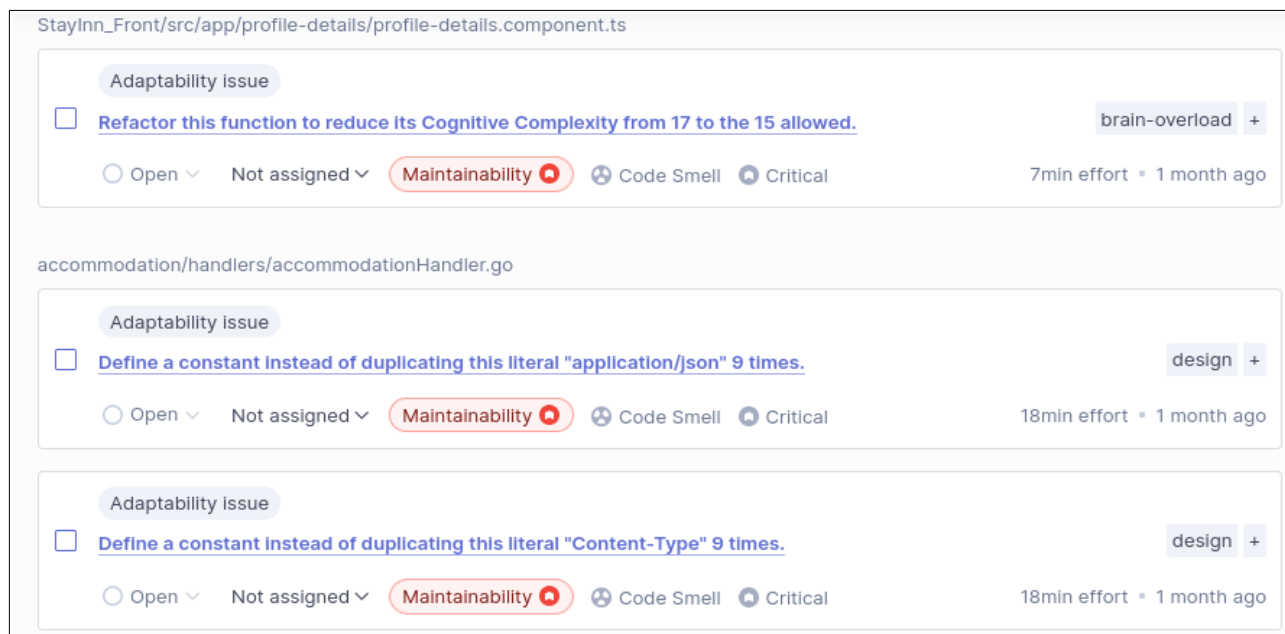 StayInn_Front/src/app/profile-details/profile-details.component.ts
Adaptability issue
Refactor this function to reduce its Cognitive Complexity from 17 to the 15 allowed. brain-overload +
Open Not assigned Maintainability Code Smell Critical 7min effort • 1 month ago
accommodation/handlers/accommodationHandler.go
Adaptability issue
Define a constant instead of duplicating this literal "application/json" 9 times. design +
Open Not assigned Maintainability Code Smell Critical 18min effort • 1 month ago
Adaptability issue
Define a constant instead of duplicating this literal "Content-Type" 9 times. design +
Open Not assigned Maintainability Code Smell Critical 18min effort • 1 month ago